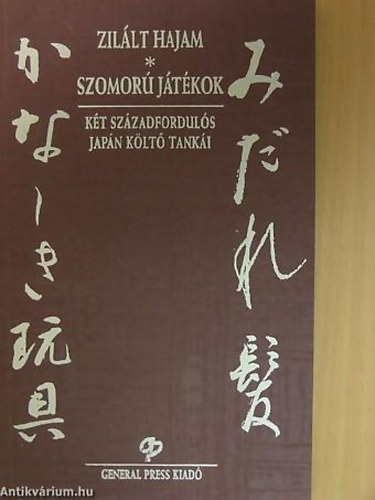 ZILÁLT HAJAM
*
SZOMORÚ JÁTÉKOK
KÉT SZÁZADFORDULÓS
JAPÁN KÖLTŐ TANKÁI
みだれ髪
かなしき玩具
GENERAL PRESS KIADÓ
Antikvárium.hu